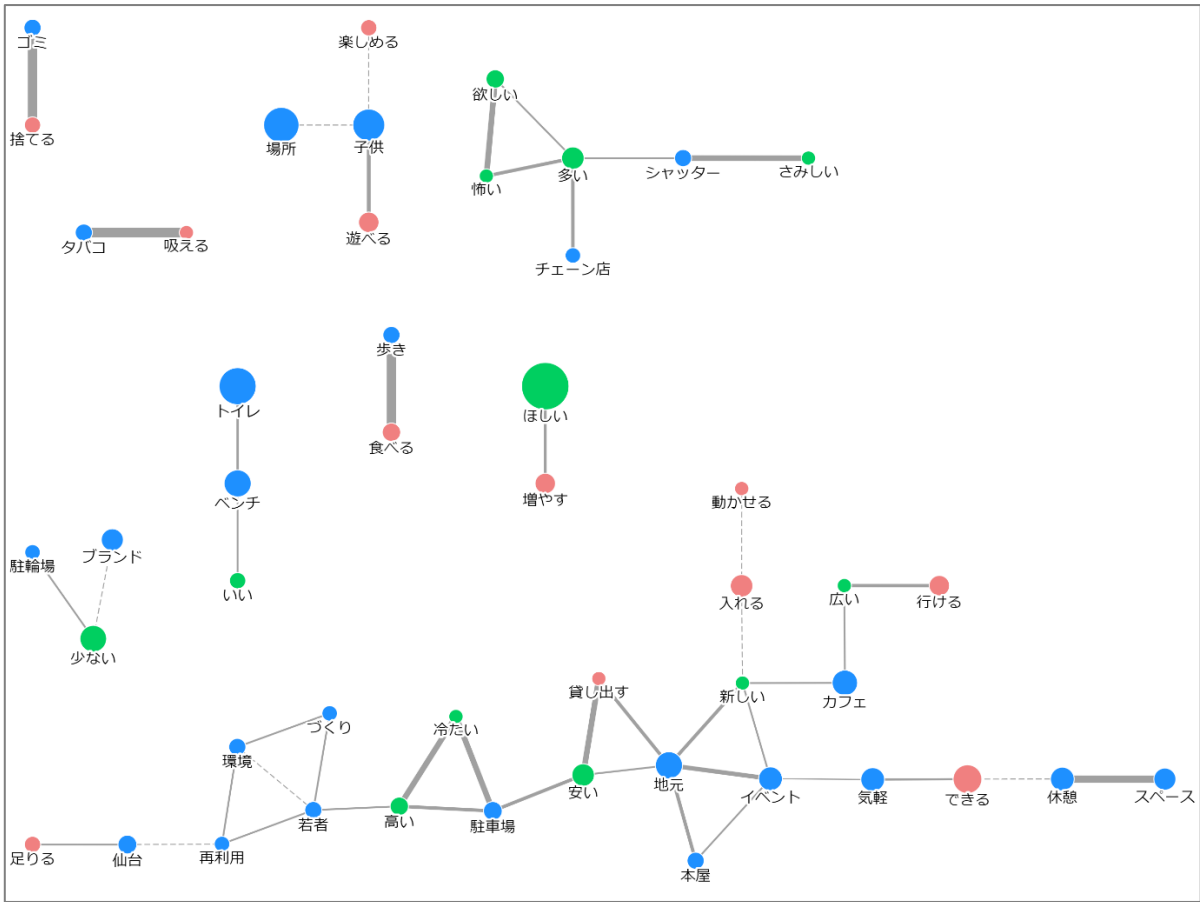 楽しめる
ゴミ
欲しい
捨てる
場所
子供
怖い
多い
シャッター
さみしい
タバコ
吸える
遊べる
チェーン店
歩き
トイレ
ほしい
食べる
ベンチ
増やす
動かせる
ブランド
駐輪場
いい
入れる
広い
行ける
少ない
貸し出す
新しい
カフェ
づくり
冷たい
環境
安い
地元
イベント
気軽
できる
休憩
スペース
若者
高い
駐車場
足りる
仙台
再利用
本屋